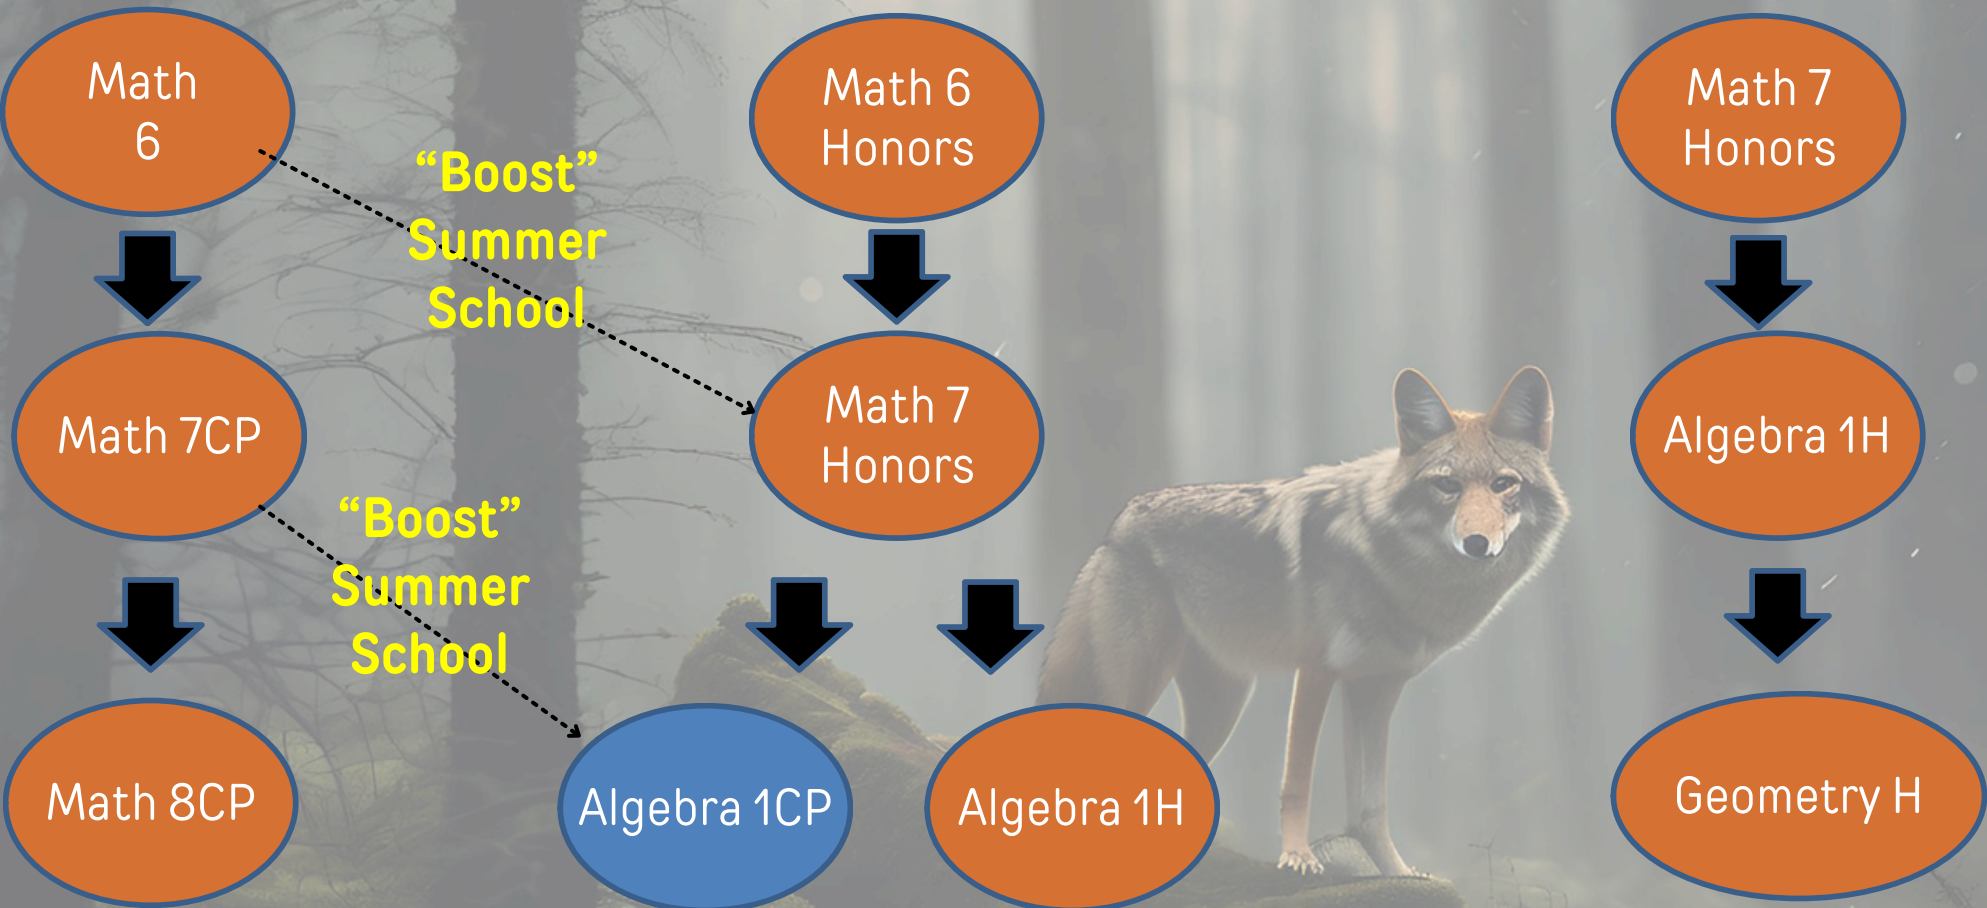 Math
6
Math 6
Honors
Math 7
Honors
“Boost”
Summer
School
Math 7CP
Math 7
Honors
Algebra 1H
“Boost”
Summer
School
Math 8CP
Algebra 1CP
Algebra 1H
Geometry H